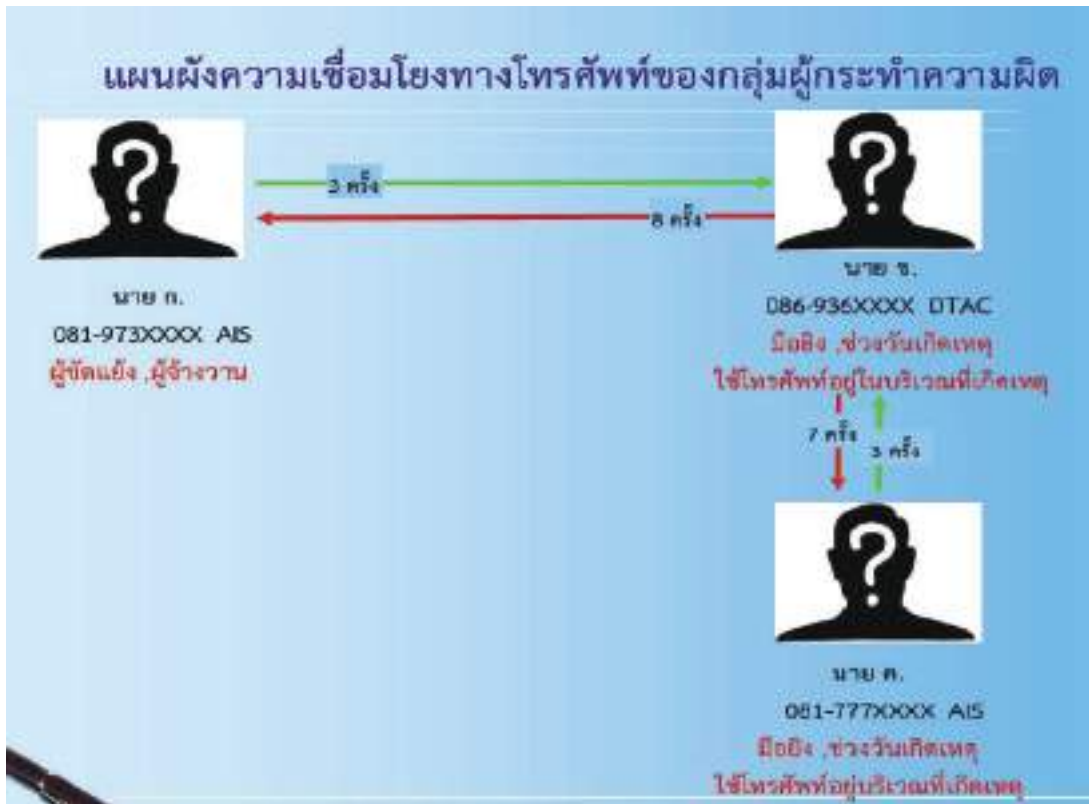 แผนผังความเชื่อมโยงทางโทรศัพท์ของกลุ่มผู้กระทำความผิด
3 ครั้ง
8 ครั้ง
นาย ก.
081-973XXXX AIS
ผู้ขัดแย้ง ,ผู้จ้างวาน
นาย ข.
086-936XXXX DTAC
มือยิง ,ช่วงวันเกิดเหตุ
ใช้โทรศัพท์อยู่ในบริเวณที่เกิดเหตุ
7 ครั้ง
3 ครั้ง
นาย ค.
081-777XXXX AIS
มือยิง ,ช่วงวันเกิดเหตุ
ใช้โทรศัพท์อยู่บริเวณที่เกิดเหตุ